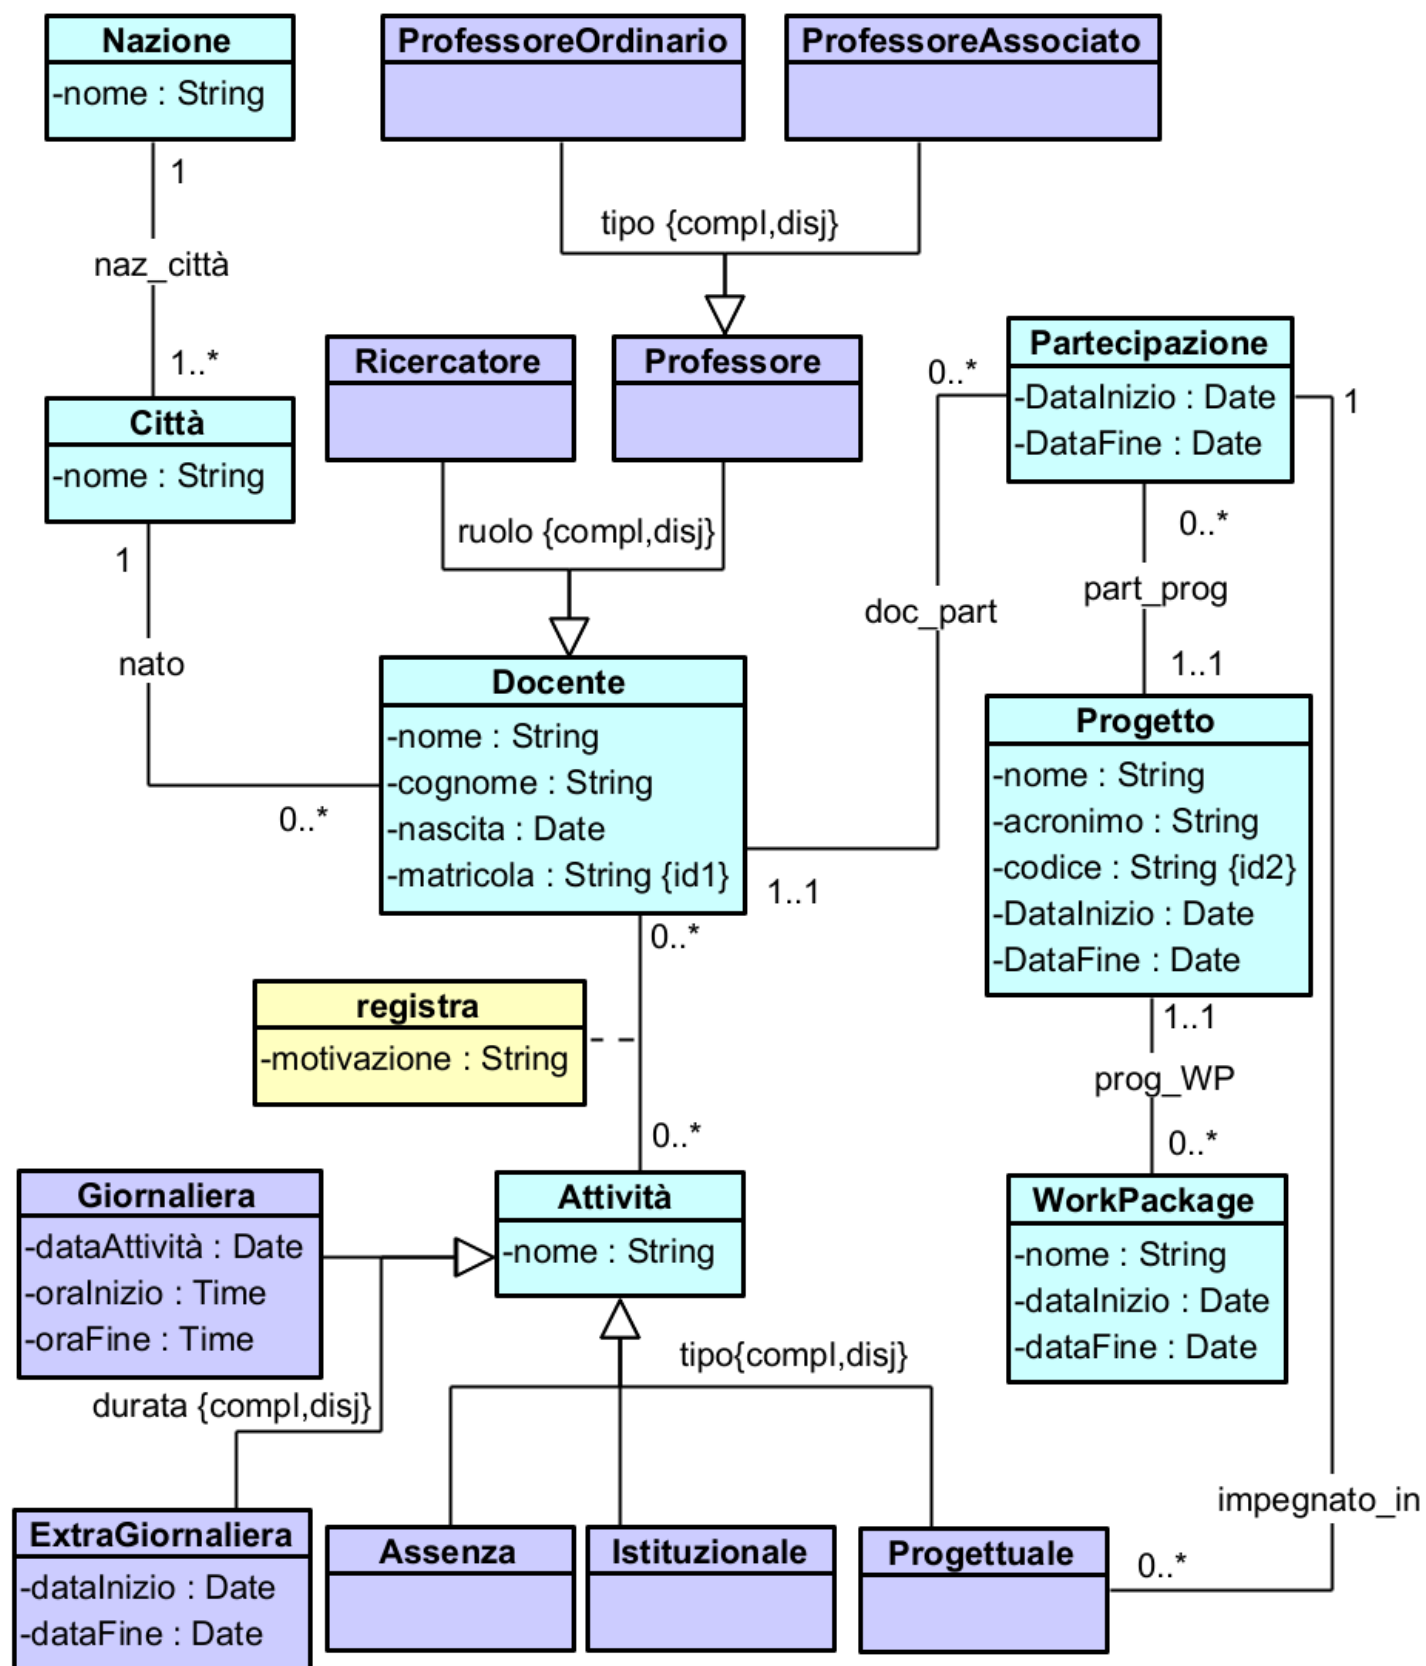 Nazione
-nome : String
ProfessoreOrdinario
ProfessoreAssociato
1
naz_città
1..*
tipo {compl,disj}
Città
-nome : String
Ricercatore
Professore
Partecipazione
-DataInizio : Date
-DataFine : Date
0..*
1
1
nato
0..*
ruolo {compl,disj}
doc_part
0..*
part_prog
1..1
Docente
-nome : String
-cognome : String
-nascita : Date
-matricola : String {id1}
1..1
Progetto
-nome : String
-acronimo : String
-codice : String {id2}
-DataInizio : Date
-DataFine : Date
0..*
registra
-motivazione : String
0..*
1..1
prog_WP
0..*
Giornaliera
-dataAttività : Date
-oraInizio : Time
-oraFine : Time
Attività
-nome : String
WorkPackage
-nome : String
-dataInizio : Date
-dataFine : Date
durata {compl,disj}
tipo{compl,disj}
impegnato_in
ExtraGiornaliera
-dataInizio : Date
-dataFine : Date
Assenza
Istituzionale
Progettuale
0..*